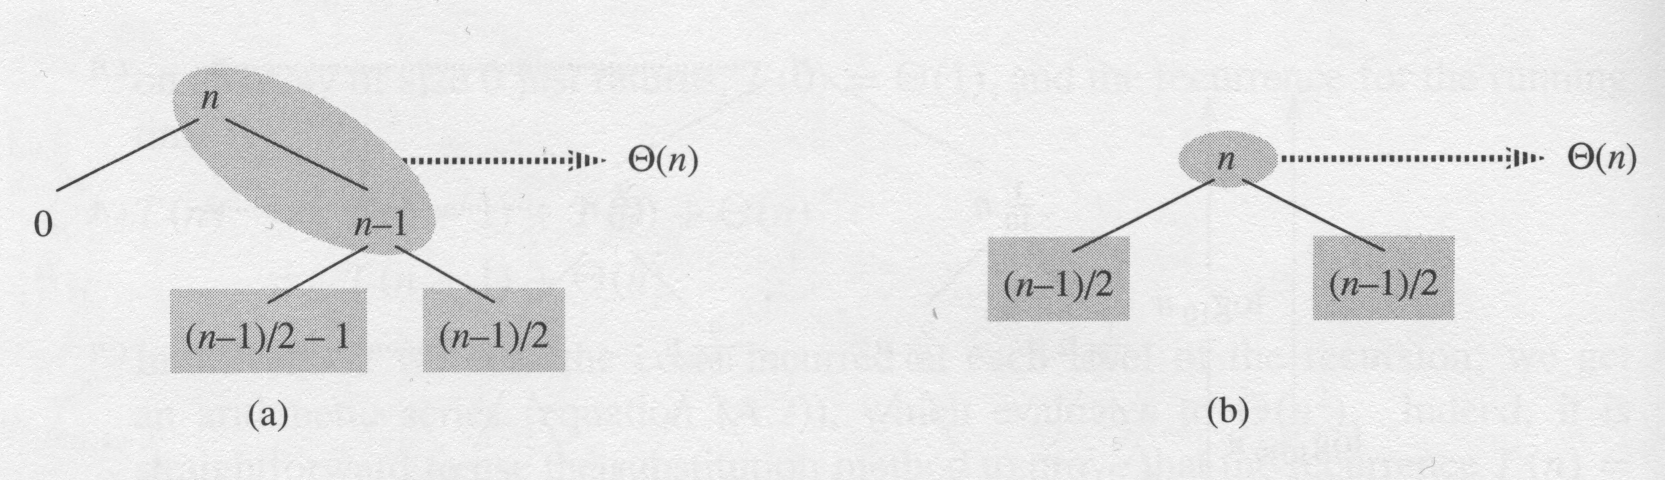 n
0
n–1
Θ(n)
(n–1)/2 – 1
(n–1)/2
(a)
n
Θ(n)
(n–1)/2
(n–1)/2
(b)